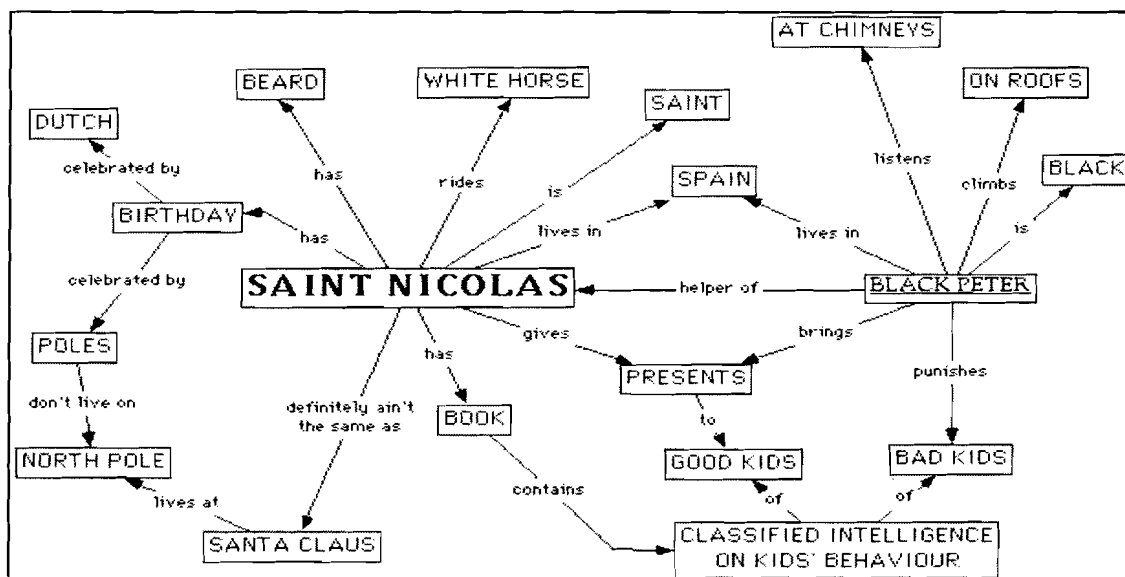 AT CHIMNEYS
BEARD
WHITE HORSE
ON ROOFS
SAINT
DUTCH
celebrated by
has
rides
listens
climbs
BLACK
is
SPAIN
BIRTHDAY
has
lives in
lives in
is
celebrated by
SAINT NICOLAS
helper of
BLACK PETER
POLES
has
gives
brings
PRESENTS
punishes
don't live on
definitely ain't
the same as
BOOK
to
NORTH POLE
GOOD KIDS
BAD KIDS
lives at
contains
of
of
SANTA CLAUS
CLASSIFIED INTELLIGENCE
ON KIDS' BEHAVIOUR